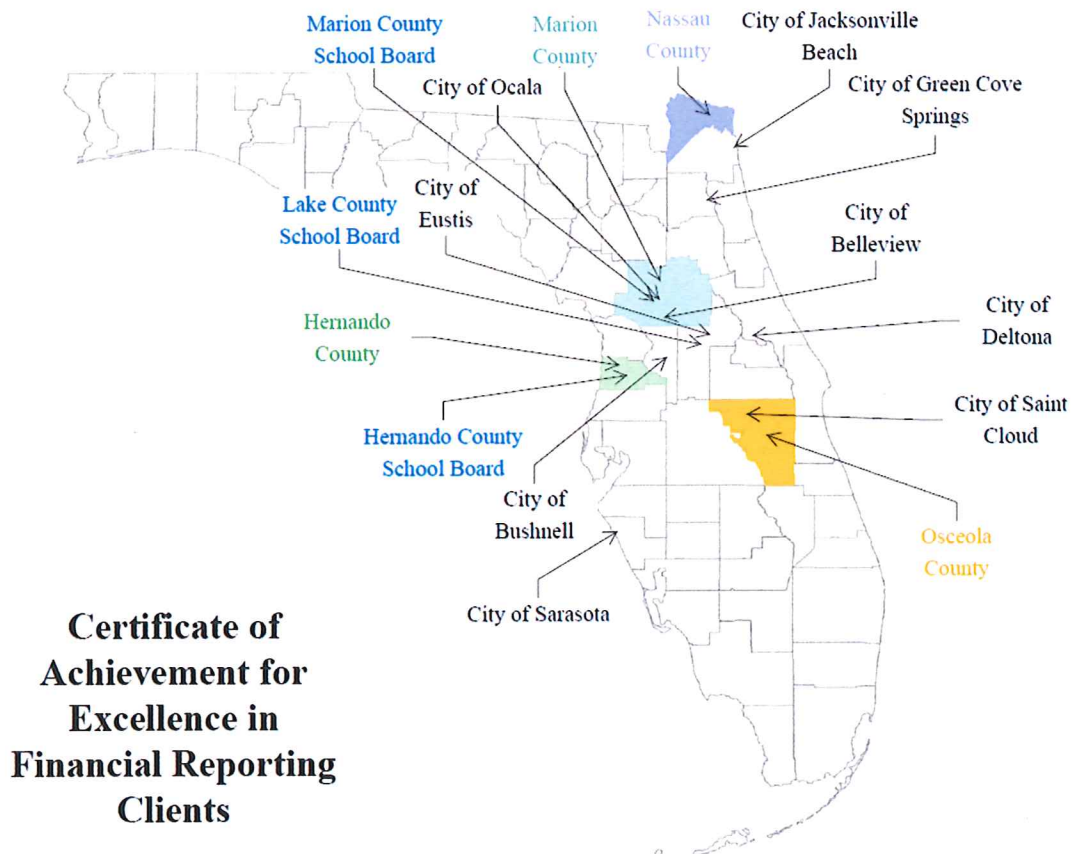 Marion County
School Board
Marion
County
Nassau
County
City of Jacksonville
Beach
City of Ocala
City of Green Cove
Springs
Lake County
School Board
City of
Eustis
City of
Belleview
Hernando
County
City of
Deltona
Hernando County
School Board
City of Saint
Cloud
City of
Bushnell
Osceola
County
City of Sarasota
Certificate of
Achievement for
Excellence in
Financial Reporting
Clients